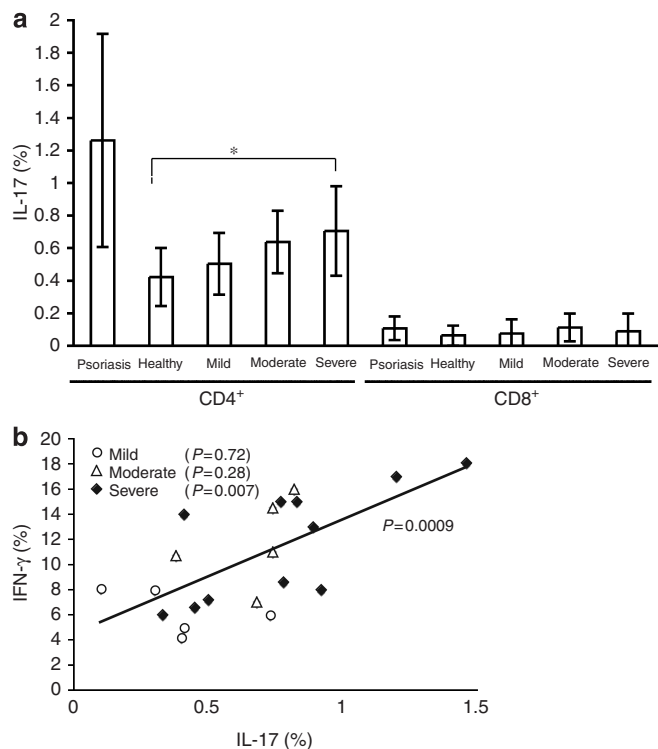 a
2
1.8
1.6
1.4
1.2
1
0.8
0.6
0.4
0.2
0
IL-17 (%)
*
Psoriasis Healthy Mild Moderate Severe Psoriasis Healthy Mild Moderate Severe
CD4+ CD8+
b
20
18
16
14
12
10
8
6
4
2
0
IFN-γ (%)
Mild (P=0.72)
Moderate (P=0.28)
Severe (P=0.007)
P=0.0009
0 0.5 1 1.5
IL-17 (%)